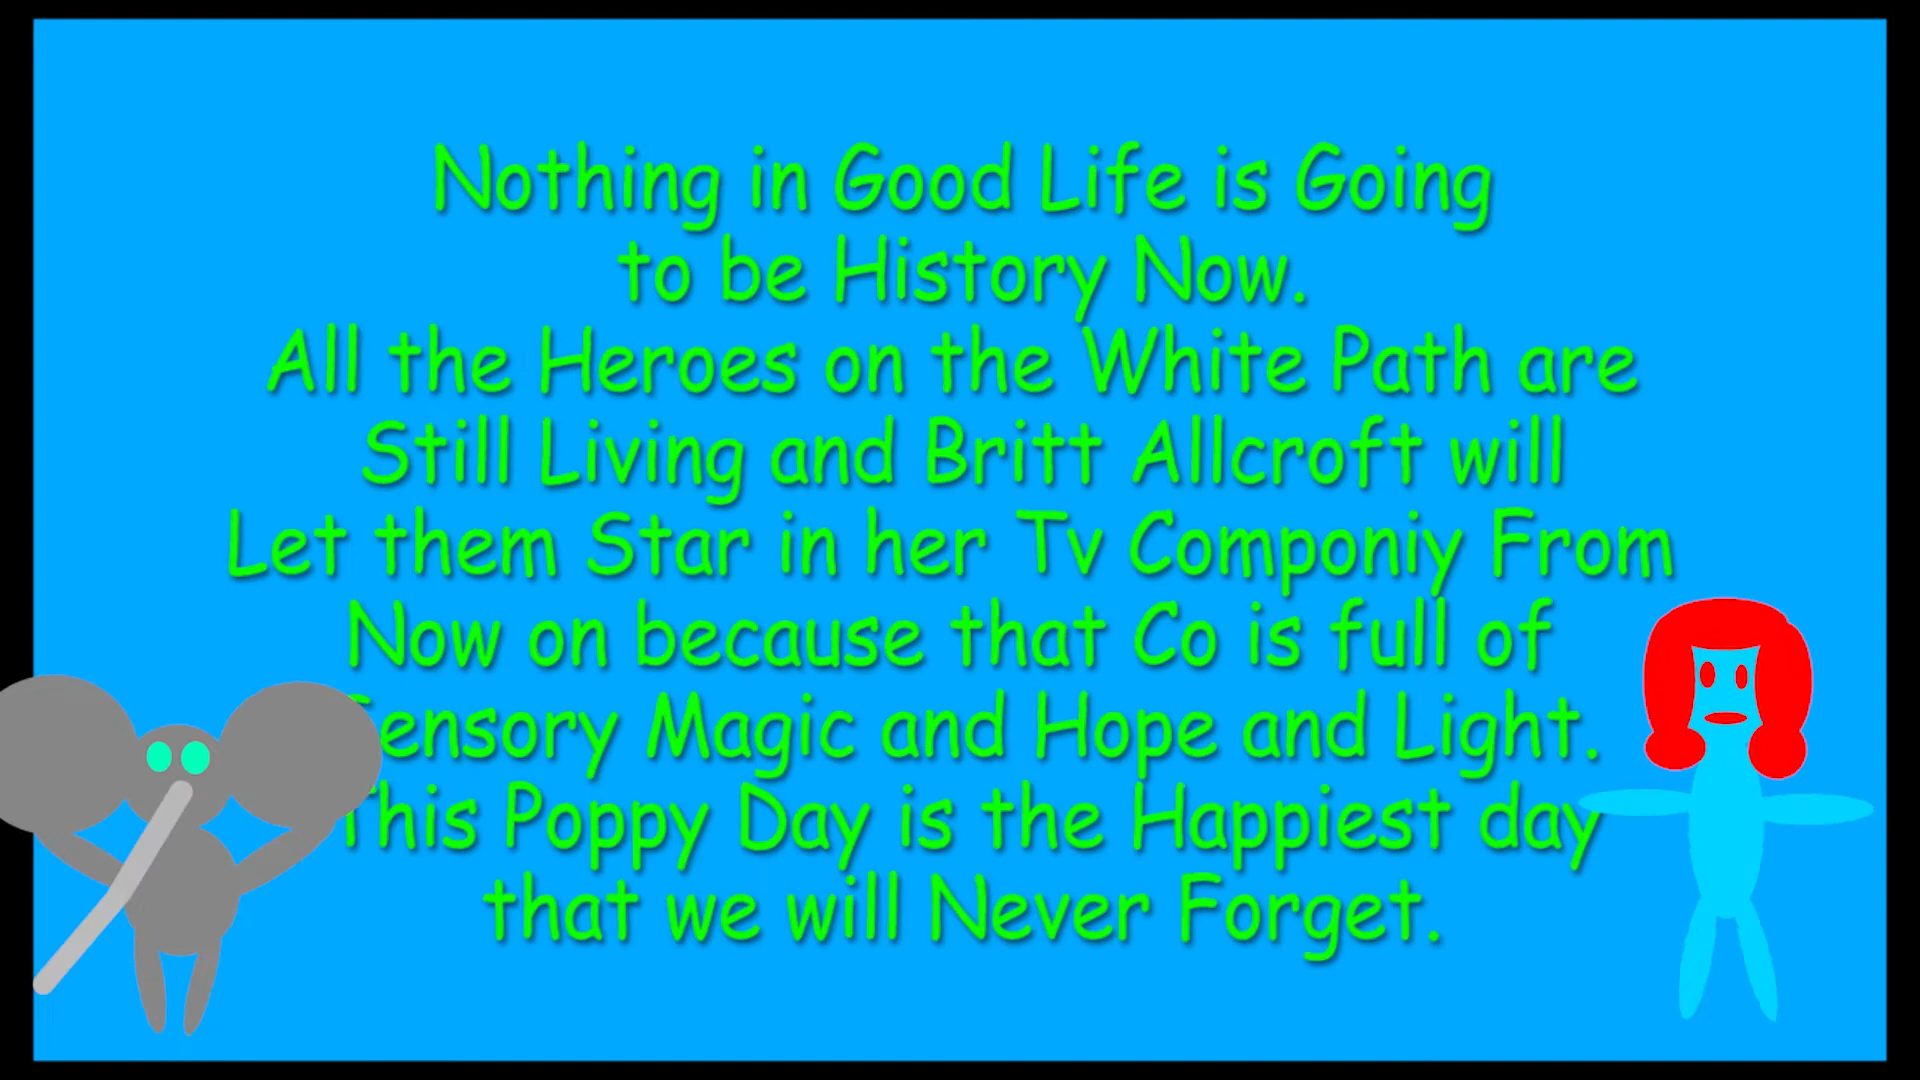 Nothing in Good Life is Going
to be History Now.
All the Heroes on the White Path are
Still Living and Britt Allcroft will
Let them Star in her Tv Componiy From
Now on because that Co is full of
Sensory Magic and Hope and Light.
This Poppy Day is the Happiest day
that we will Never Forget.